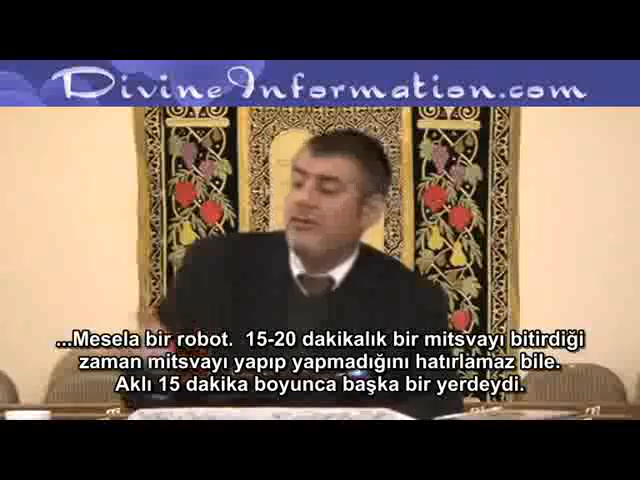 DivineInformation.com
...Mesela bir robot. 15-20 dakikalık bir mitsvayı bitirdiği
zaman mitsvayı yapıp yapmadığını hatırlamaz bile.
Aklı 15 dakika boyunca başka bir yerdeydi.